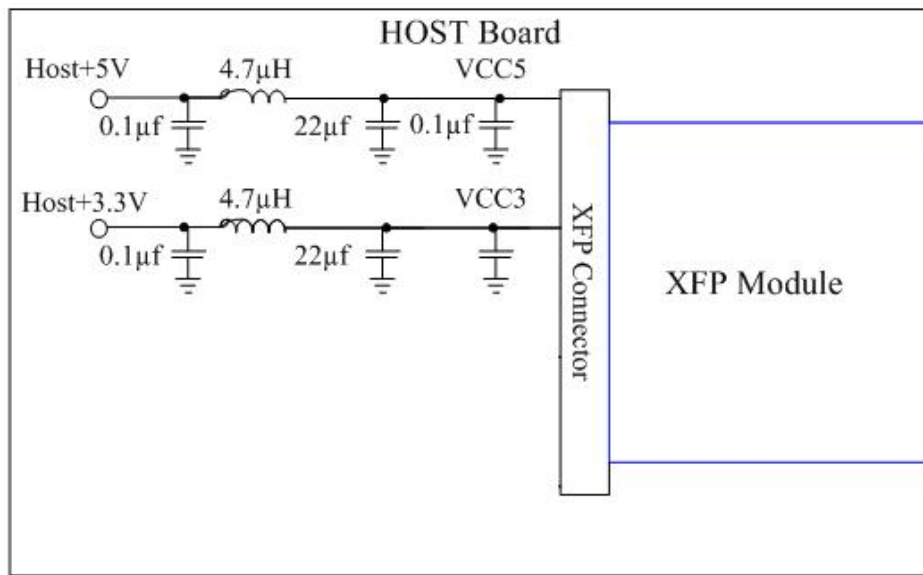 HOST Board
Host+5V
4.7µH
VCC5
0.1µf
22µf
0.1µf
Host+3.3V
4.7µH
VCC3
0.1µf
22µf
XFP Connector
XFP Module